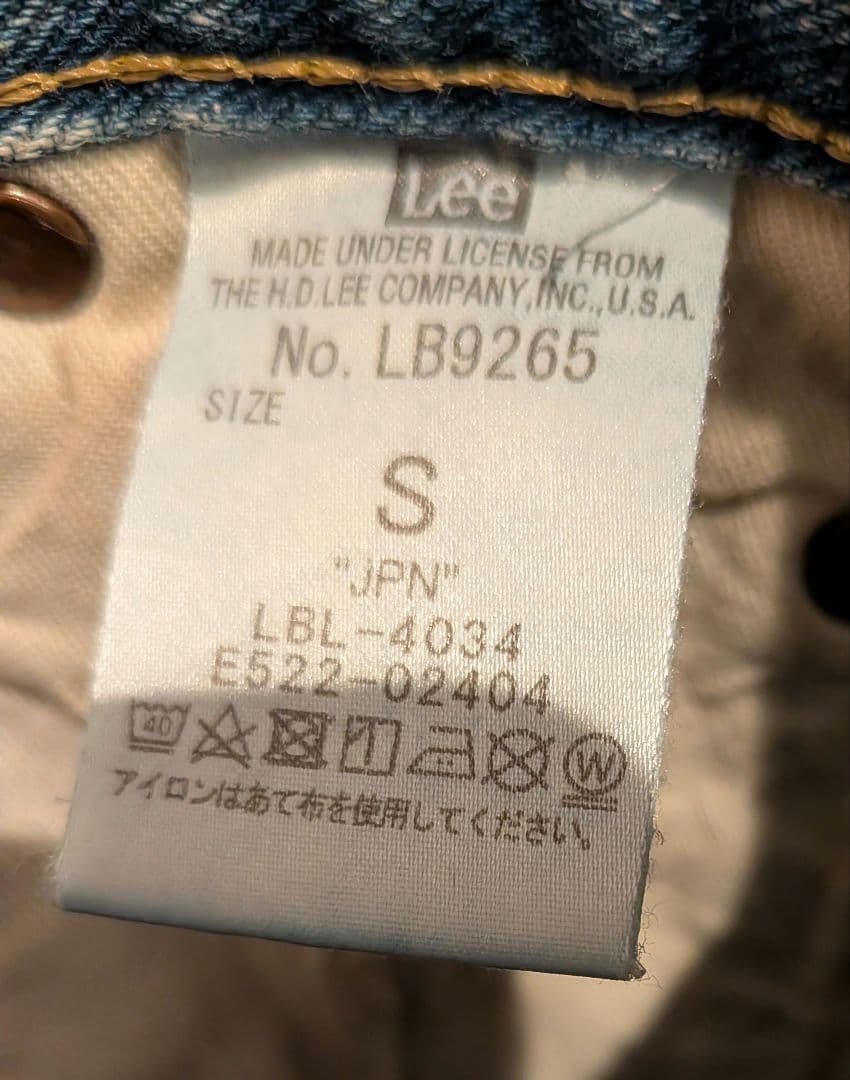 Lee
MADE UNDER LICENSE FROM
THE H.D.LEE COMPANY,INC.,U.S.A.
No. LB9265
SIZE
S
"JPN"
LBL-4034
E522-02404
40
W
アイロンはあて布を使用してください。